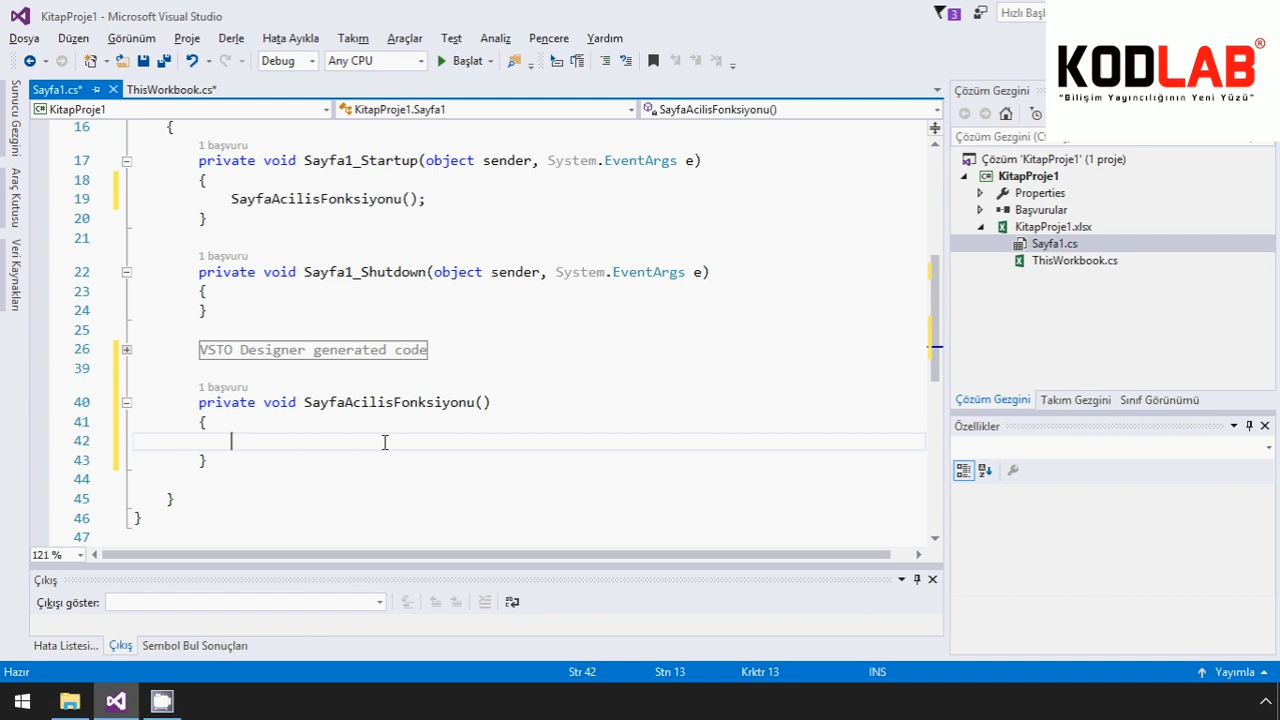 KitapProje1 - Microsoft Visual Studio
3
Hızlı Başl
KODLAB®
"Bilişim Yayıncılığının Yeni Yüzü"
Dosya Düzen Görünüm Proje Derle Hata Ayıkla Takım Araçlar Test Analiz Pencere Yardım
Debug Any CPU Başlat
Sayfa1.cs* ThisWorkbook.cs*
KitapProje1 KitapProje1.Sayfa1 SayfaAcilisFonksiyonu()
Sunucu Gezgini
Araç Kutusu
Veri Kaynakları
16 {
1 başvuru
17 private void Sayfa1_Startup(object sender, System.EventArgs e)
18 {
19 SayfaAcilisFonksiyonu();
20 }
21
1 başvuru
22 private void Sayfa1_Shutdown(object sender, System.EventArgs e)
23 {
24 }
25
26 VSTO Designer generated code
39
1 başvuru
40 private void SayfaAcilisFonksiyonu()
41 {
42
43 }
44
45 }
46 }
47
121 %
Çıkış
Çıkışı göster:
Hata Listesi... Çıkış Sembol Bul Sonuçları
Çözüm Gezgini
Çözüm Gezgini (Ct
Çözüm 'KitapProje1' (1 proje)
KitapProje1
Properties
Başvurular
KitapProje1.xlsx
Sayfa1.cs
ThisWorkbook.cs
Çözüm Gezgini Takım Gezgini Sınıf Görünümü
Özellikler
Hazır Str 42 Stn 13 Krktr 13 INS Yayımla